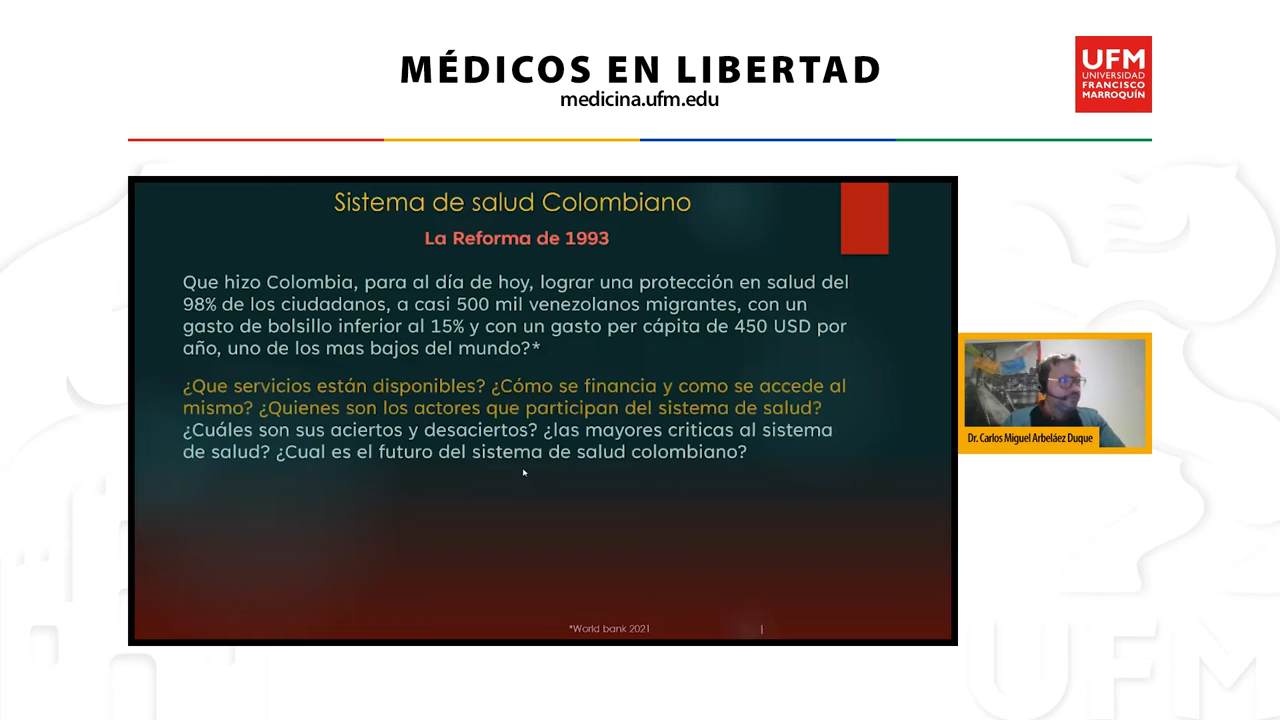 MÉDICOS EN LIBERTAD
medicina.ufm.edu
UFM
UNIVERSIDAD
FRANCISCO
MARROQUÍN
Sistema de salud Colombiano
La Reforma de 1993
Que hizo Colombia, para al día de hoy, lograr una protección en salud del
98% de los ciudadanos, a casi 500 mil venezolanos migrantes, con un
gasto de bolsillo inferior al 15% y con un gasto per cápita de 450 USD por
año, uno de los mas bajos del mundo?*
¿Que servicios están disponibles? ¿Cómo se financia y como se accede al
mismo? ¿Quienes son los actores que participan del sistema de salud?
¿Cuáles son sus aciertos y desaciertos? ¿las mayores criticas al sistema
de salud? ¿Cual es el futuro del sistema de salud colombiano?
*World bank 2021
Dr. Carlos Miguel Arbeláez Duque
UFM